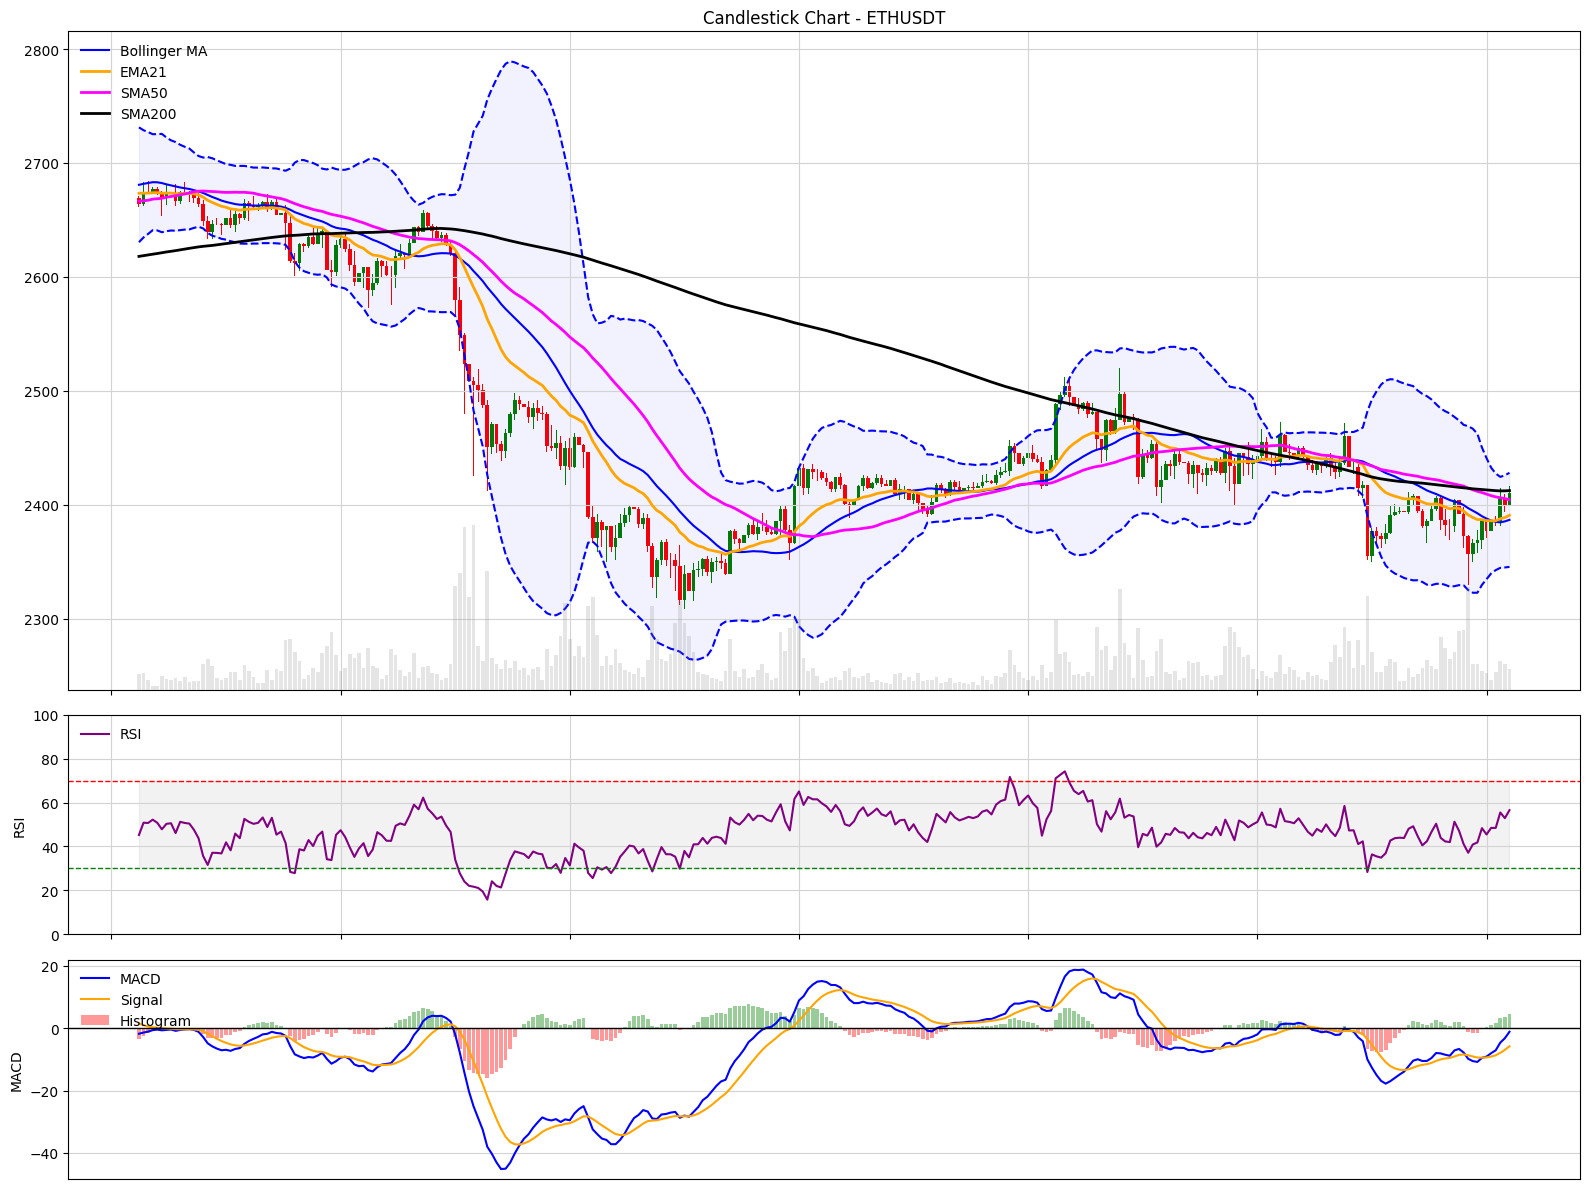 Candlestick Chart - ETHUSDT
2800
2700
2600
2500
2400
2300
Bollinger MA
EMA21
SMA50
SMA200
100
80
60
40
20
0
RSI
RSI
20
0
−20
−40
MACD
MACD
Signal
Histogram